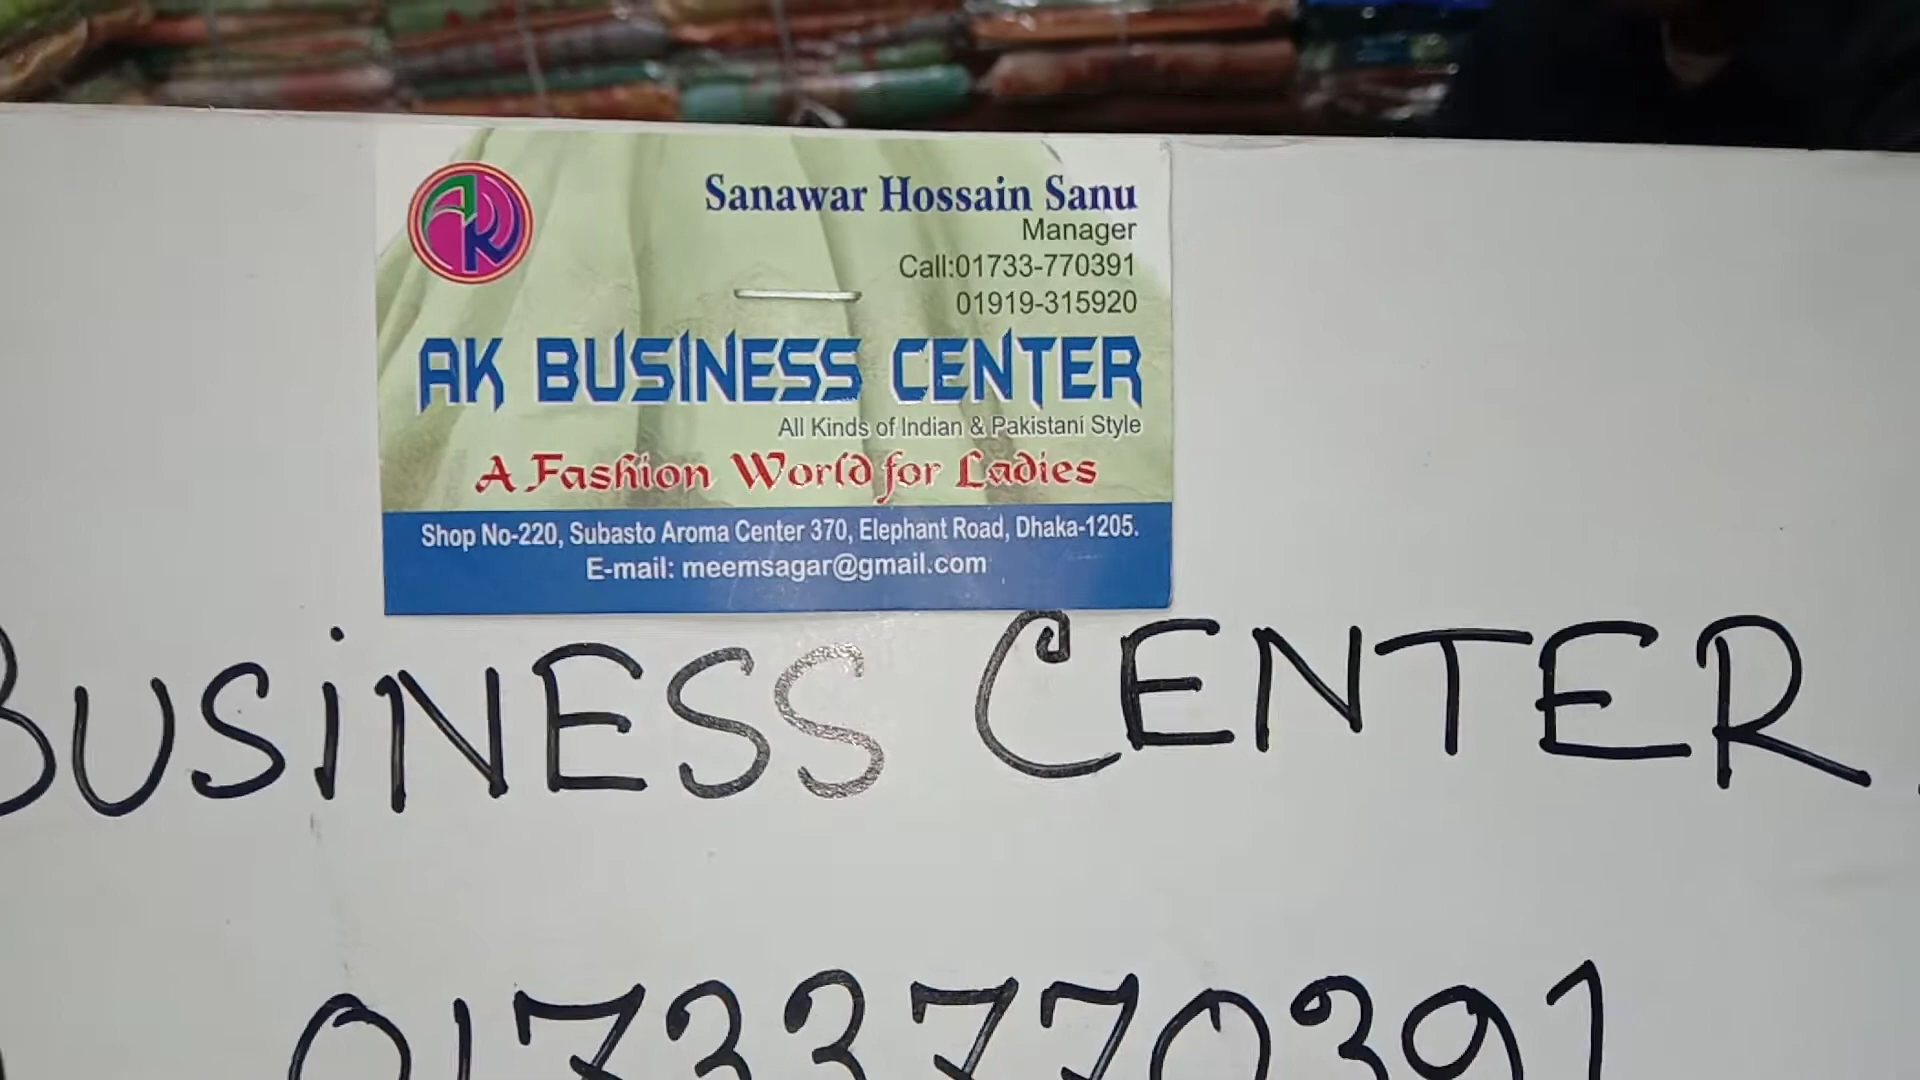 AK
Sanawar Hossain Sanu
Manager
Call:01733-770391
01919-315920
AK BUSINESS CENTER
All Kinds of Indian & Pakistani Style
A Fashion World for Ladies
Shop No-220, Subasto Aroma Center 370, Elephant Road, Dhaka-1205.
E-mail: meemsagar@gmail.com
BUSiNESS CENTER
01733770391